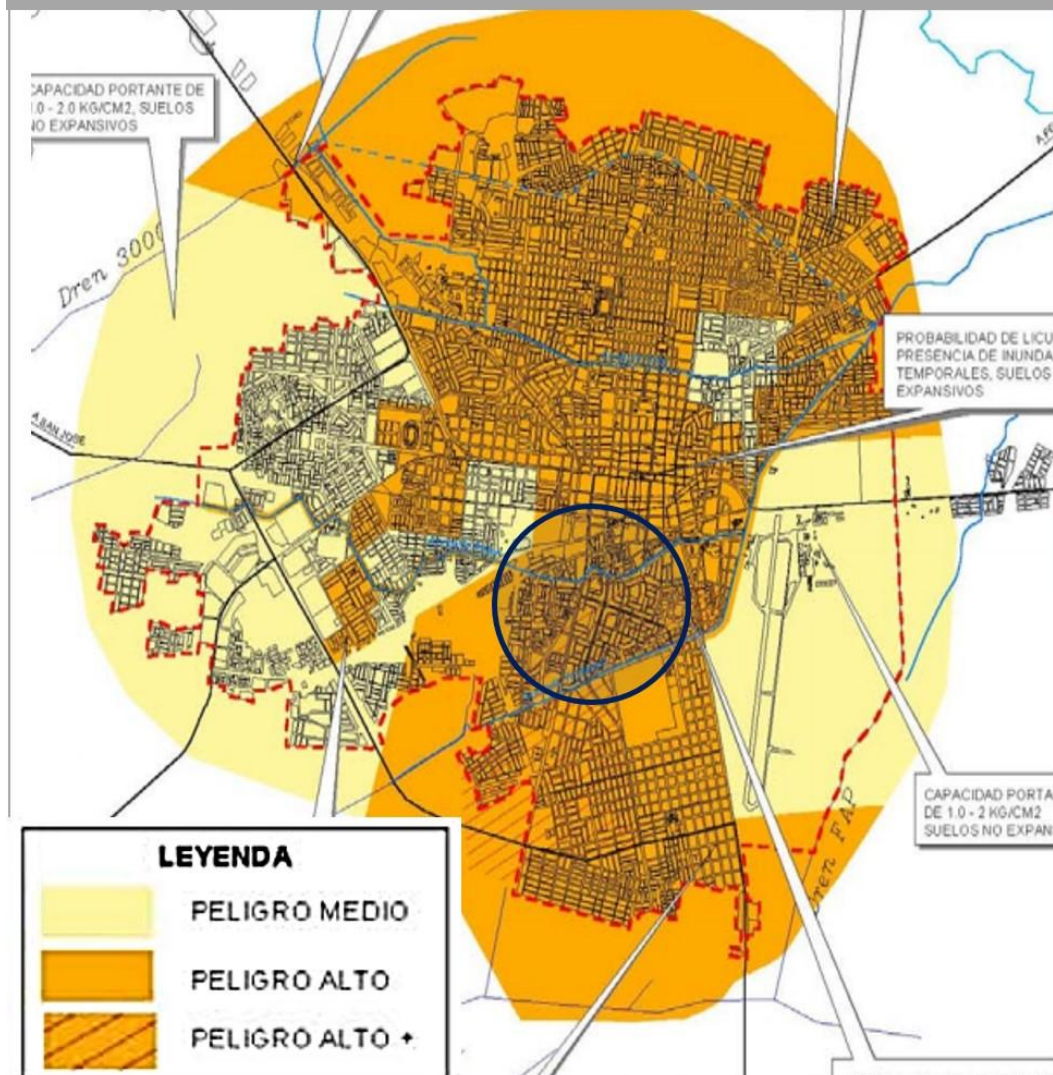 CAPACIDAD PORTANTE DE
1.0 - 2.0 KG/CM2, SUELOS
NO EXPANSIVOS
Dren 3000
A SAN JOSE
PROBABILIDAD DE LICU
PRESENCIA DE INUNDA
TEMPORALES, SUELOS
EXPANSIVOS
CAPACIDAD PORTA
DE 1.0 - 2 KG/CM2
SUELOS NO EXPAN
Dren FAP
LEYENDA
PELIGRO MEDIO
PELIGRO ALTO
PELIGRO ALTO +